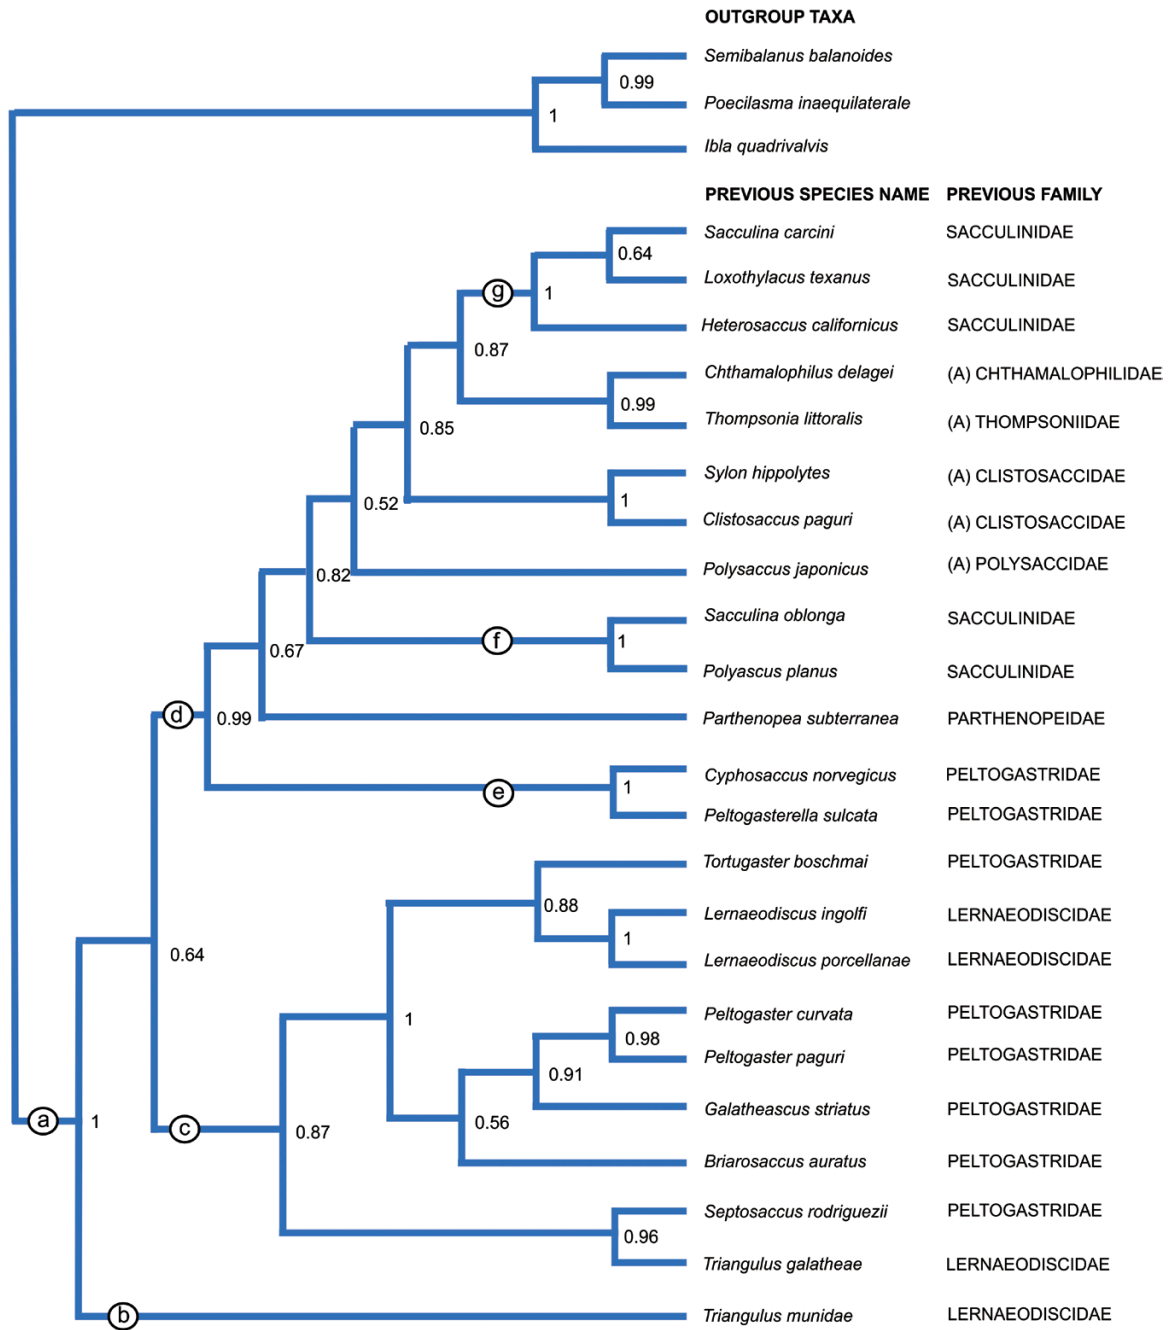 OUTGROUP TAXA
Semibalanus balanoides
0.99
Poecilasma inaequilaterale
1
Ibla quadrivalvis
PREVIOUS SPECIES NAME PREVIOUS FAMILY
Sacculina carcini SACCULINIDAE
0.64
Loxothylacus texanus SACCULINIDAE
g 1
Heterosaccus californicus SACCULINIDAE
0.87
Chthamalophilus delagei (A) CHTHAMALOPHILIDAE
0.99
Thompsonia littoralis (A) THOMPSONIIDAE
0.85
Sylon hippolytes (A) CLISTOSACCIDAE
0.52 1
Clistosaccus paguri (A) CLISTOSACCIDAE
Polysaccus japonicus (A) POLYSACCIDAE
0.82
Sacculina oblonga SACCULINIDAE
f 1
0.67
Polyascus planus SACCULINIDAE
d 0.99
Parthenopea subterranea PARTHENOPEIDAE
Cyphosaccus norvegicus PELTOGASTRIDAE
e 1
Peltogasterella sulcata PELTOGASTRIDAE
Tortugaster boschmai PELTOGASTRIDAE
0.88
Lernaeodiscus ingolfi LERNAEODISCIDAE
1
0.64
Lernaeodiscus porcellanae LERNAEODISCIDAE
Peltogaster curvata PELTOGASTRIDAE
1
0.98
Peltogaster paguri PELTOGASTRIDAE
0.91
Galatheascus striatus PELTOGASTRIDAE
a 1
0.56
c 0.87
Briarosaccus auratus PELTOGASTRIDAE
Septosaccus rodriguezii PELTOGASTRIDAE
0.96
Triangulus galatheae LERNAEODISCIDAE
b
Triangulus munidae LERNAEODISCIDAE